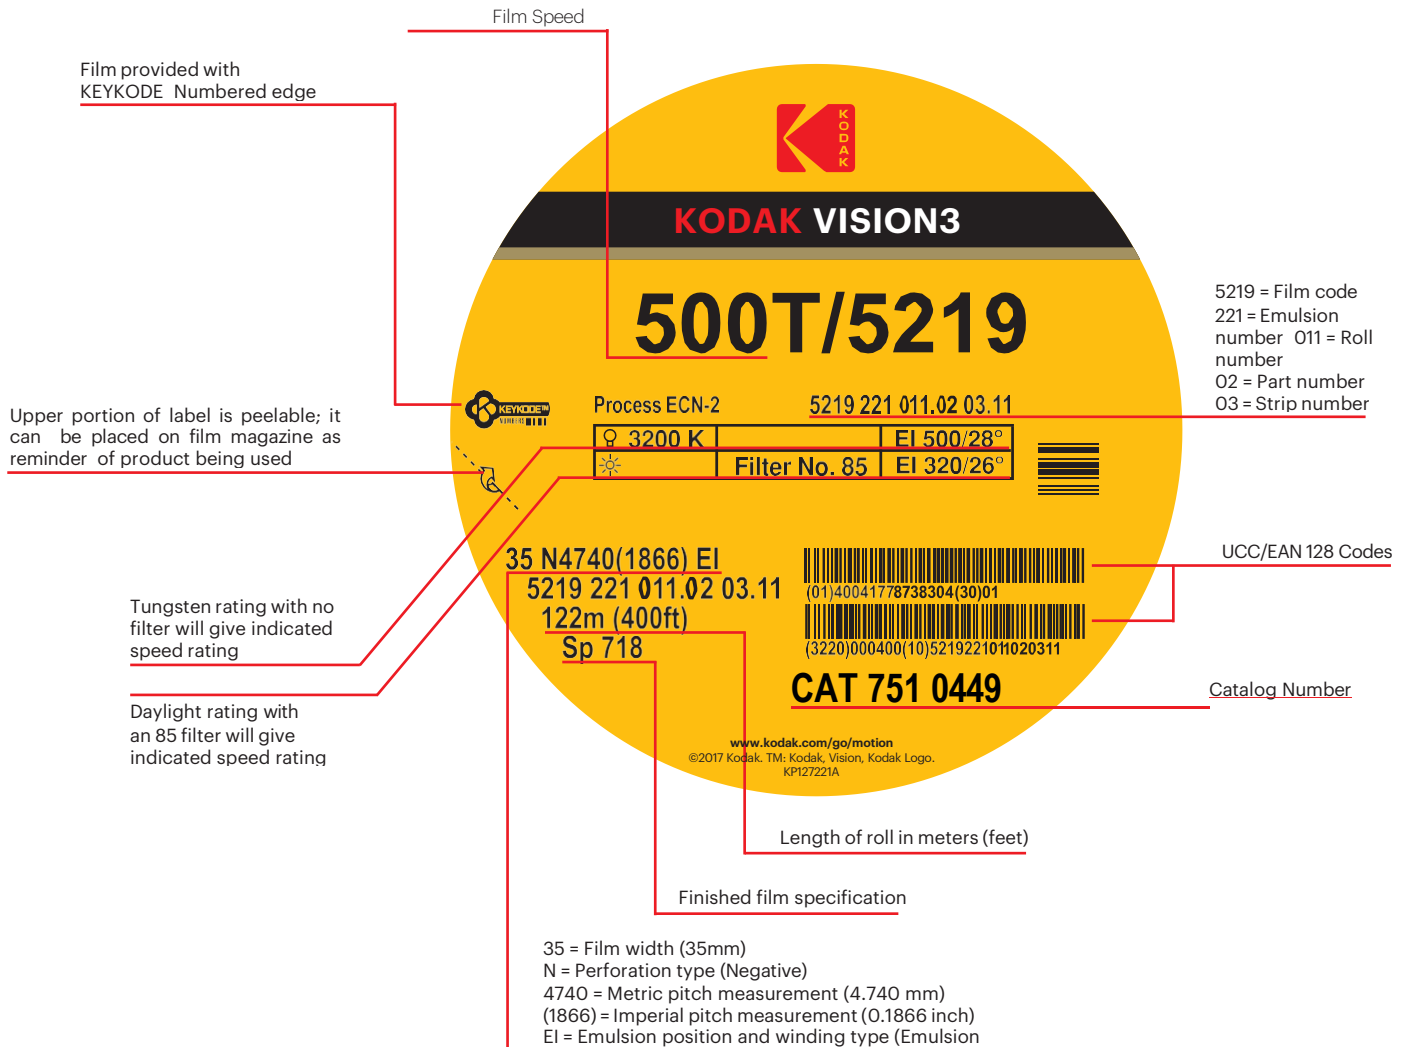 Film Speed
Film provided with
KEYKODE Numbered edge
KODAK
KODAK VISION3
500T/5219
5219 = Film code
221 = Emulsion
number 011 = Roll
number
02 = Part number
03 = Strip number
KEYKODE™
NUMBERS
Process ECN-2
5219 221 011.02 03.11
3200 K
EI 500/28°
Filter No. 85
EI 320/26°
Upper portion of label is peelable; it
can be placed on film magazine as
reminder of product being used
35 N4740(1866) EI
5219 221 011.02 03.11
122m (400ft)
Sp 718
(01)40041778738304(30)01
(3220)000400(10)5219221011020311
UCC/EAN 128 Codes
CAT 751 0449
Catalog Number
Tungsten rating with no
filter will give indicated
speed rating
Daylight rating with
an 85 filter will give
indicated speed rating
www.kodak.com/go/motion
©2017 Kodak. TM: Kodak, Vision, Kodak Logo.
KP127221A
Length of roll in meters (feet)
Finished film specification
35 = Film width (35mm)
N = Perforation type (Negative)
4740 = Metric pitch measurement (4.740 mm)
(1866) = Imperial pitch measurement (0.1866 inch)
EI = Emulsion position and winding type (Emulsion